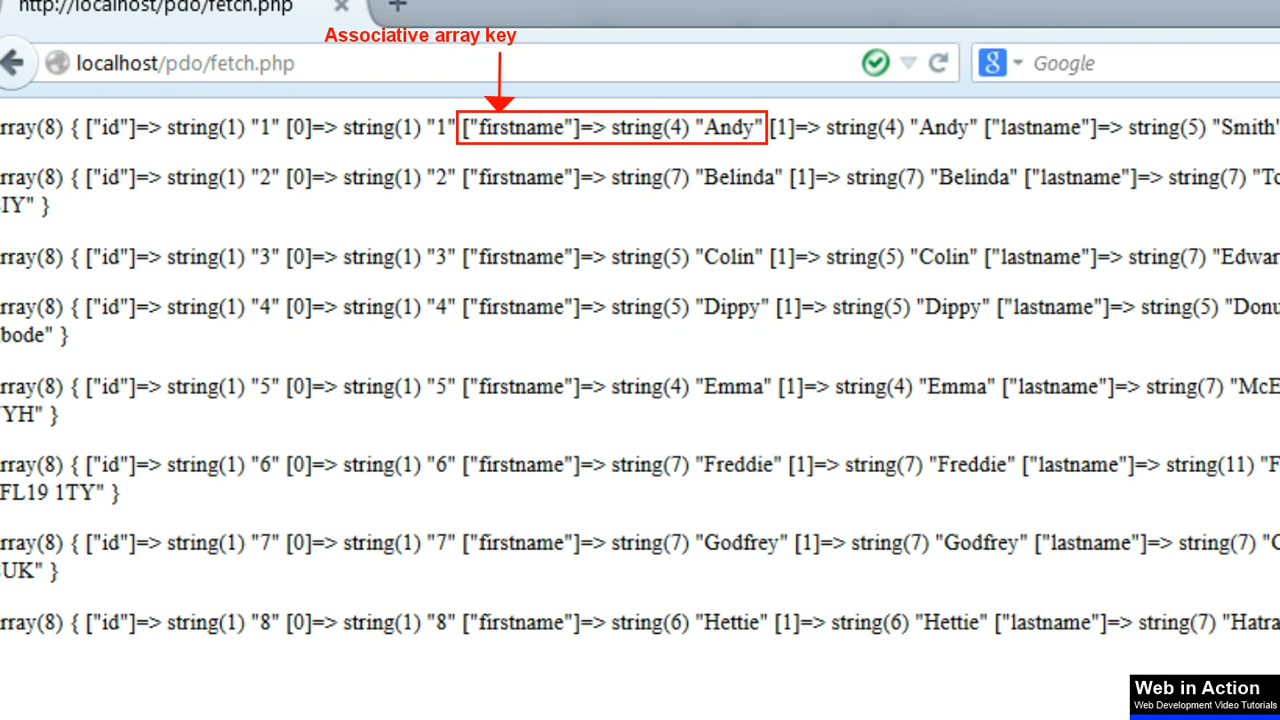 http://localhost/pdo/fetch.php
Associative array key
localhost/pdo/fetch.php
Google
rray(8) { ["id"]=> string(1) "1" [0]=> string(1) "1" ["firstname"]=> string(4) "Andy" [1]=> string(4) "Andy" ["lastname"]=> string(5) "Smith"
rray(8) { ["id"]=> string(1) "2" [0]=> string(1) "2" ["firstname"]=> string(7) "Belinda" [1]=> string(7) "Belinda" ["lastname"]=> string(7) "To
IY" }
rray(8) { ["id"]=> string(1) "3" [0]=> string(1) "3" ["firstname"]=> string(5) "Colin" [1]=> string(5) "Colin" ["lastname"]=> string(7) "Edwar
rray(8) { ["id"]=> string(1) "4" [0]=> string(1) "4" ["firstname"]=> string(5) "Dippy" [1]=> string(5) "Dippy" ["lastname"]=> string(5) "Donu
bode" }
rray(8) { ["id"]=> string(1) "5" [0]=> string(1) "5" ["firstname"]=> string(4) "Emma" [1]=> string(4) "Emma" ["lastname"]=> string(7) "McE
YH" }
rray(8) { ["id"]=> string(1) "6" [0]=> string(1) "6" ["firstname"]=> string(7) "Freddie" [1]=> string(7) "Freddie" ["lastname"]=> string(11) "F
FL19 1TY" }
rray(8) { ["id"]=> string(1) "7" [0]=> string(1) "7" ["firstname"]=> string(7) "Godfrey" [1]=> string(7) "Godfrey" ["lastname"]=> string(7) "G
UK" }
rray(8) { ["id"]=> string(1) "8" [0]=> string(1) "8" ["firstname"]=> string(6) "Hettie" [1]=> string(6) "Hettie" ["lastname"]=> string(7) "Hatra
Web in Action
Web Development Video Tutorials